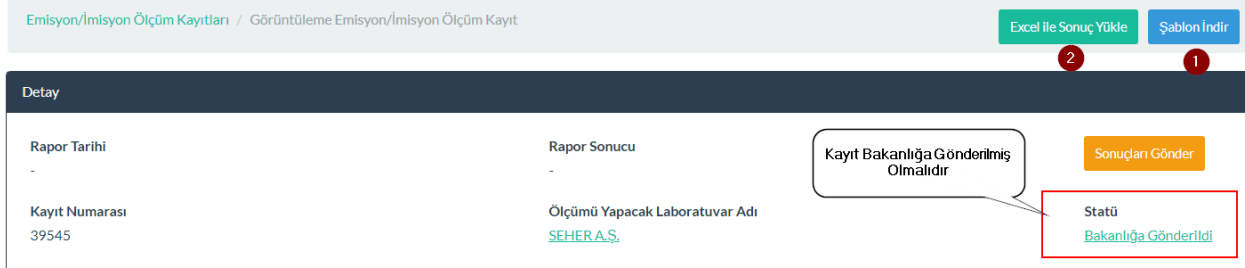 Emisyon/İmisyon Ölçüm Kayıtları / Görüntüleme Emisyon/İmisyon Ölçüm Kayıt
Excel ile Sonuç Yükle
Şablon İndir
2
1
Detay
Rapor Tarihi
-
Rapor Sonucu
-
Kayıt Bakanlığa Gönderilmiş
Olmalıdır
Sonuçları Gönder
Kayıt Numarası
39545
Ölçümü Yapacak Laboratuvar Adı
SEHER A.Ş.
Statü
Bakanlığa Gönderildi